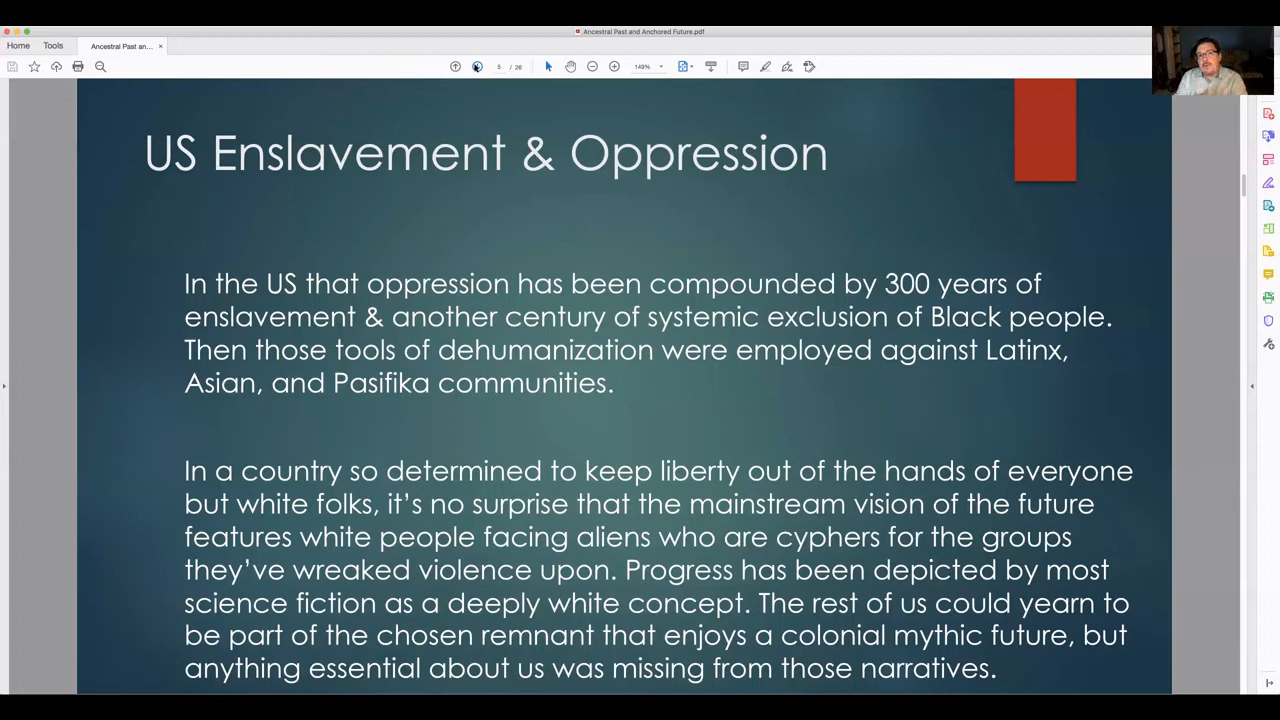 Ancestral Past and Anchored Future.pdf
Home Tools Ancestral Past an... ×
5 / 26 149%
US Enslavement & Oppression
In the US that oppression has been compounded by 300 years of
enslavement & another century of systemic exclusion of Black people.
Then those tools of dehumanization were employed against Latinx,
Asian, and Pasifika communities.
In a country so determined to keep liberty out of the hands of everyone
but white folks, it’s no surprise that the mainstream vision of the future
features white people facing aliens who are cyphers for the groups
they’ve wreaked violence upon. Progress has been depicted by most
science fiction as a deeply white concept. The rest of us could yearn to
be part of the chosen remnant that enjoys a colonial mythic future, but
anything essential about us was missing from those narratives.